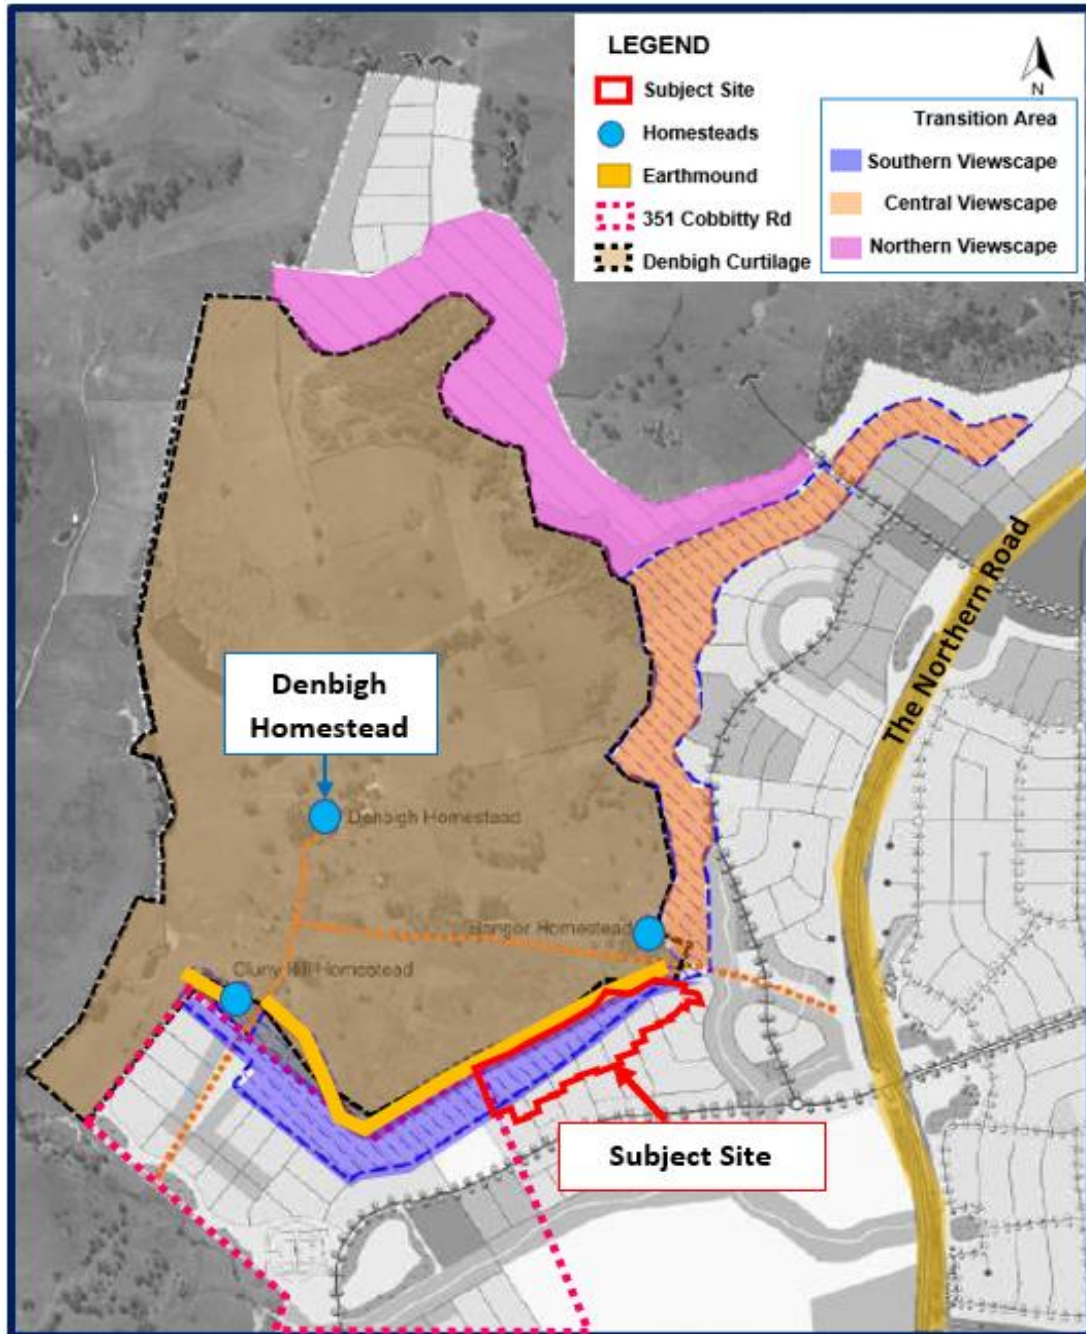 LEGEND
Subject Site
Homesteads
Earthmound
351 Cobbitty Rd
Denbigh Curtilage
N
Transition Area
Southern Viewscape
Central Viewscape
Northern Viewscape
The Northern Road
Denbigh
Homestead
Denbigh Homestead
Bangor Homestead
Cluny Hill Homestead
Subject Site